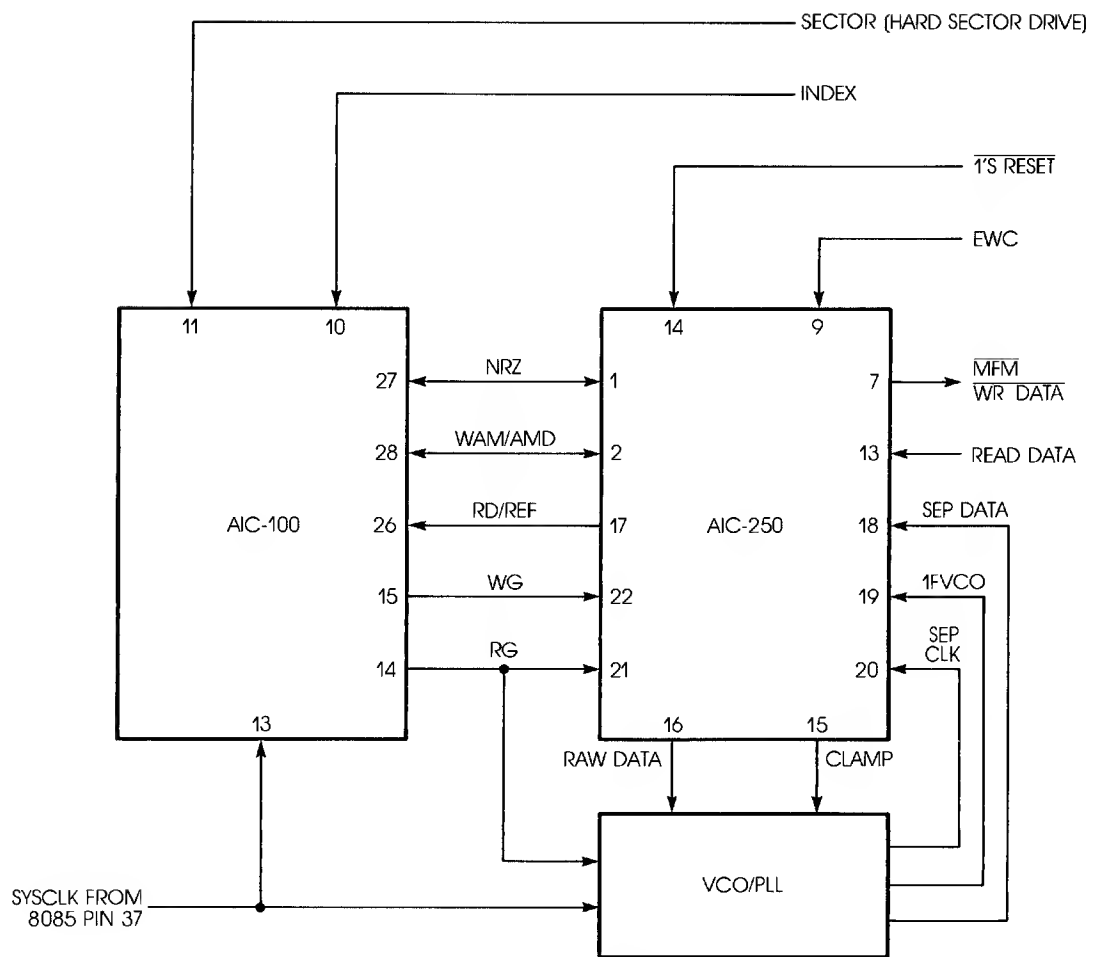 SECTOR (HARD SECTOR DRIVE)
INDEX
1'S RESET
EWC
11
10
14
9
27
NRZ
1
7
MFM
WR DATA
28
WAM/AMD
2
13
READ DATA
AIC-100
26
RD/REF
17
AIC-250
18
SEP DATA
15
WG
22
19
1FVCO
14
RG
21
20
SEP
CLK
13
16
15
RAW DATA
CLAMP
VCO/PLL
SYSCLK FROM
8085 PIN 37